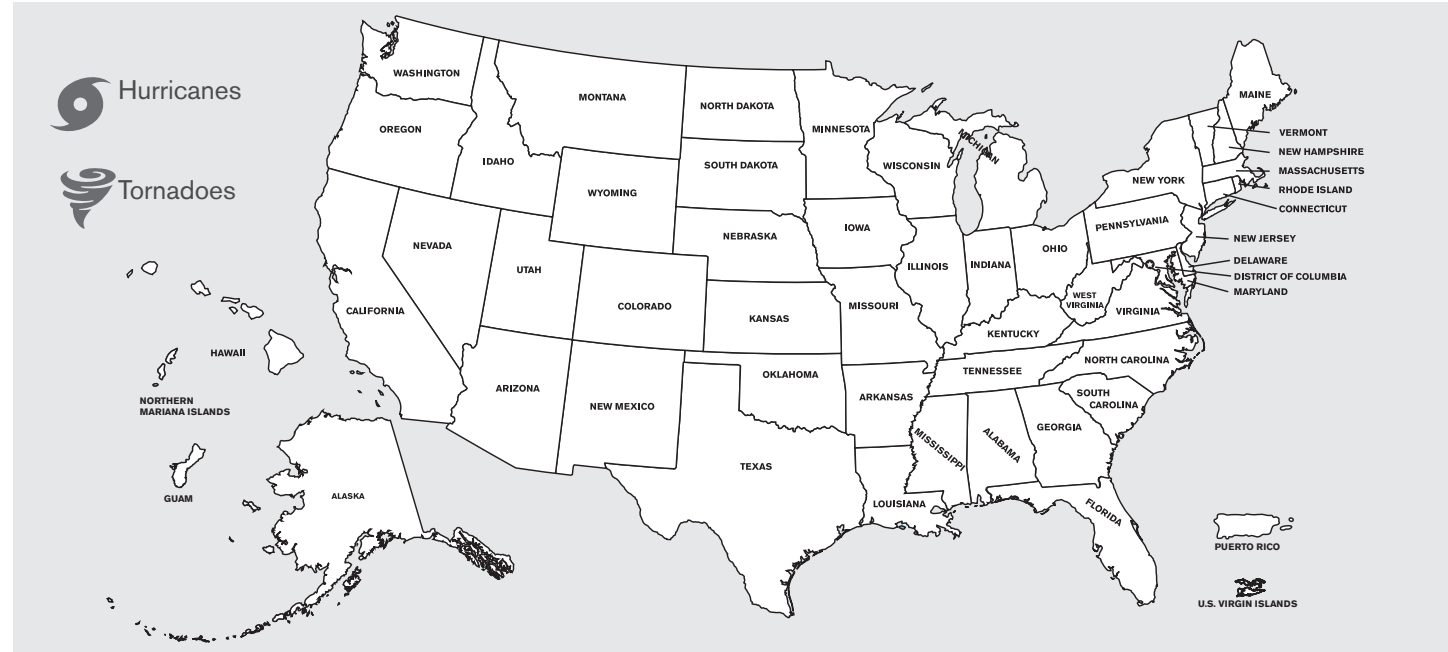 Hurricanes
Tornadoes
WASHINGTON
OREGON
IDAHO
MONTANA
NORTH DAKOTA
MINNESOTA
SOUTH DAKOTA
WYOMING
WISCONSIN
MICHIGAN
MAINE
VERMONT
NEW HAMPSHIRE
MASSACHUSETTS
RHODE ISLAND
CONNECTICUT
NEW YORK
PENNSYLVANIA
NEW JERSEY
DELAWARE
DISTRICT OF COLUMBIA
MARYLAND
NEVADA
UTAH
NEBRASKA
IOWA
ILLINOIS
INDIANA
OHIO
WEST
VIRGINIA
VIRGINIA
CALIFORNIA
COLORADO
KANSAS
MISSOURI
KENTUCKY
HAWAII
NORTHERN
MARIANA ISLANDS
ARIZONA
NEW MEXICO
OKLAHOMA
ARKANSAS
TENNESSEE
NORTH CAROLINA
SOUTH
CAROLINA
MISSISSIPPI
ALABAMA
GEORGIA
TEXAS
LOUISIANA
FLORIDA
GUAM
ALASKA
PUERTO RICO
U.S. VIRGIN ISLANDS